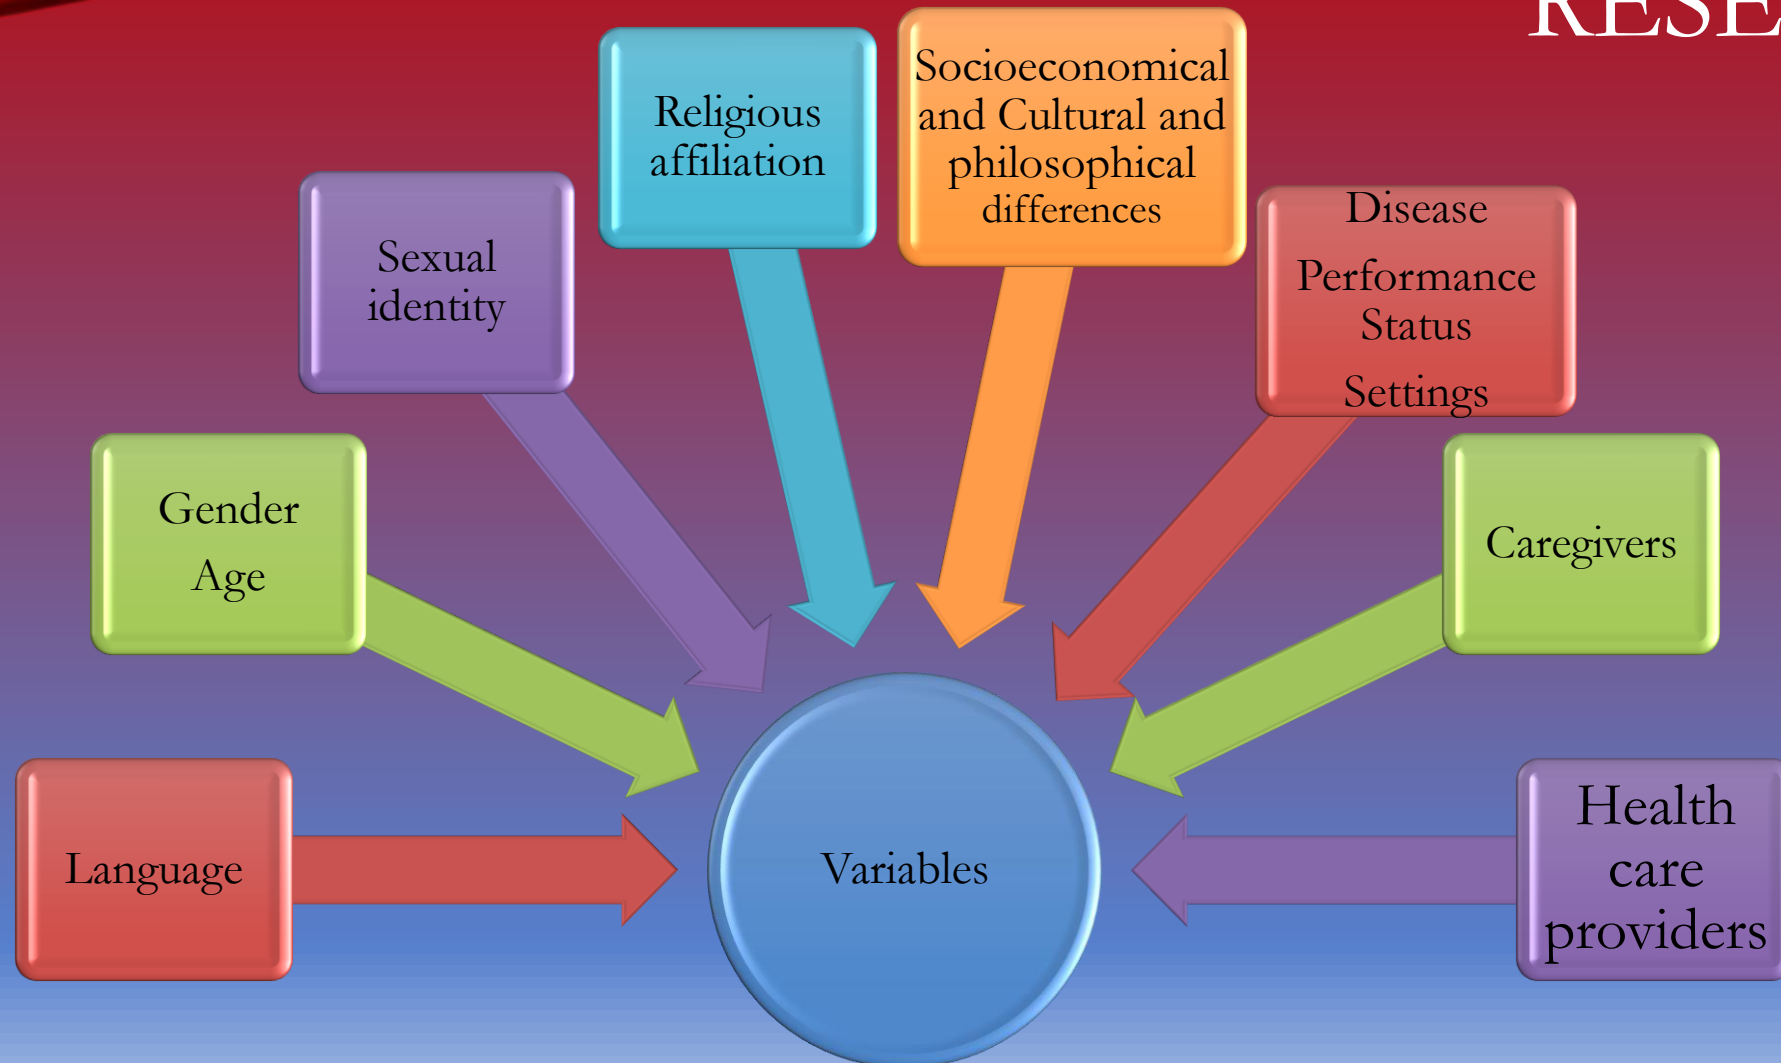 Religious
affiliation
Socioeconomical
and Cultural and
philosophical
differences
Sexual
identity
Disease
Performance
Status
Settings
Gender
Age
Caregivers
Language
Variables
Health
care
providers